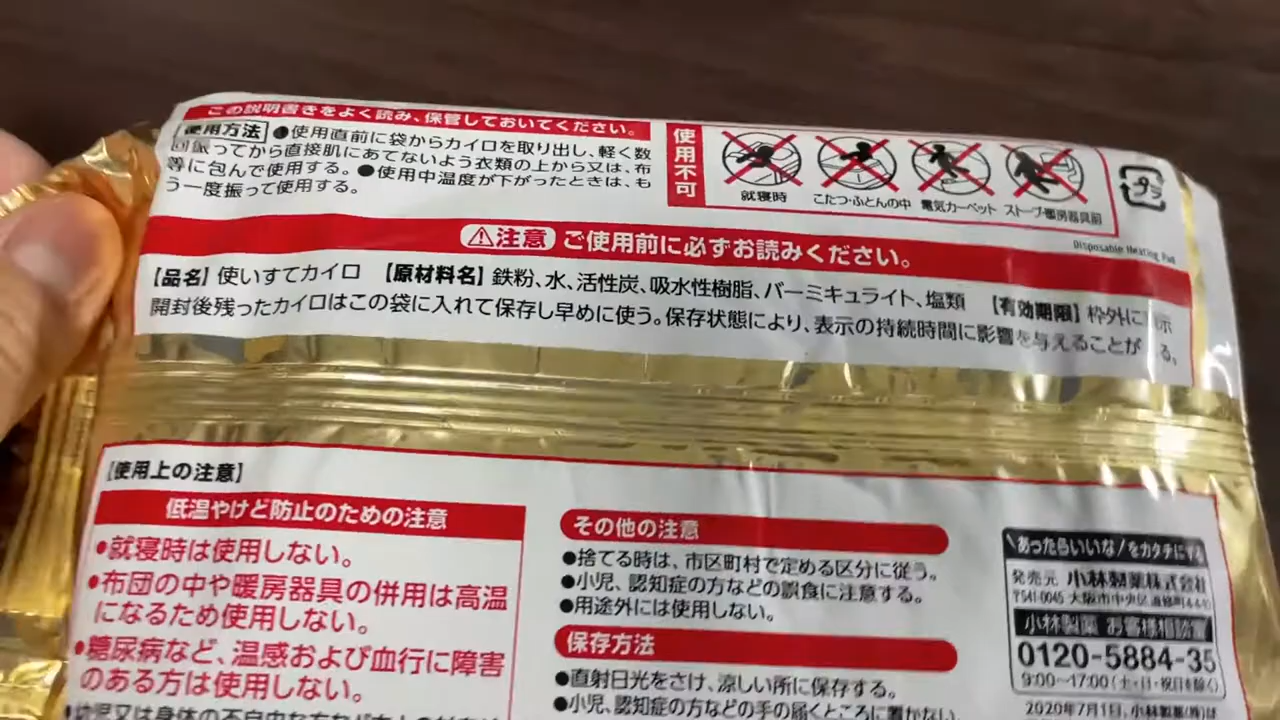 この説明書きをよく読み、保管しておいてください。
使用方法 ●使用直前に袋からカイロを取り出し、軽く数
回振ってから直接肌にあてないよう衣類の上から又は、布
等に包んで使用する。●使用中温度が下がったときは、も
う一度振って使用する。
使用不可
就寝時 こたつ・ふとんの中 電気カーペット ストーブ・暖房器具前
プラ
Disposable Heating Pad
⚠注意 ご使用前に必ずお読みください。
【品名】使いすてカイロ 【原材料名】鉄粉、水、活性炭、吸水性樹脂、バーミキュライト、塩類 【有効期限】枠外に 示
開封後残ったカイロはこの袋に入れて保存し早めに使う。保存状態により、表示の持続時間に影響を与えることが る。
【使用上の注意】
低温やけど防止のための注意
●就寝時は使用しない。
●布団の中や暖房器具の併用は高温
になるため使用しない。
●糖尿病など、温感および血行に障害
のある方は使用しない。
●幼児又は身体の不自由な方など
その他の注意
●捨てる時は、市区町村で定める区分に従う。
●小児、認知症の方などの誤食に注意する。
●用途外には使用しない。
保存方法
●直射日光をさけ、涼しい所に保存する。
●小児、認知症の方などの手の届くところに置かない。
\あったらいいな/をカタチにする
発売元 小林製薬株式会社
〒541-0045 大阪市中央区道修町4-4-10
小林製薬 お客様相談室
0120-5884-35
9:00~17:00(土・日・祝日を除く)
2020年7月1日、小林製薬(株)は